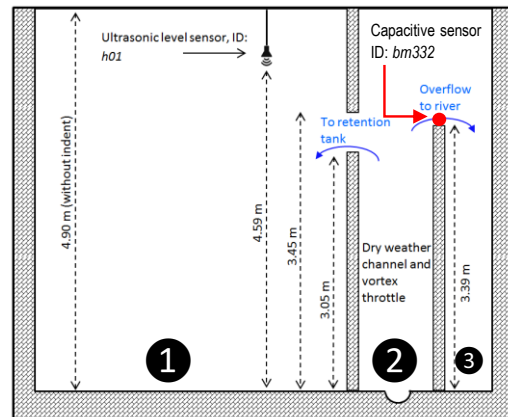 Ultrasonic level sensor, ID:
h01
Capacitive sensor
ID: bm332
Overflow
to river
To retention
tank
4.90 m (without indent)
4.59 m
3.45 m
3.05 m
Dry weather
channel and
vortex
throttle
3.39 m
1
2
3